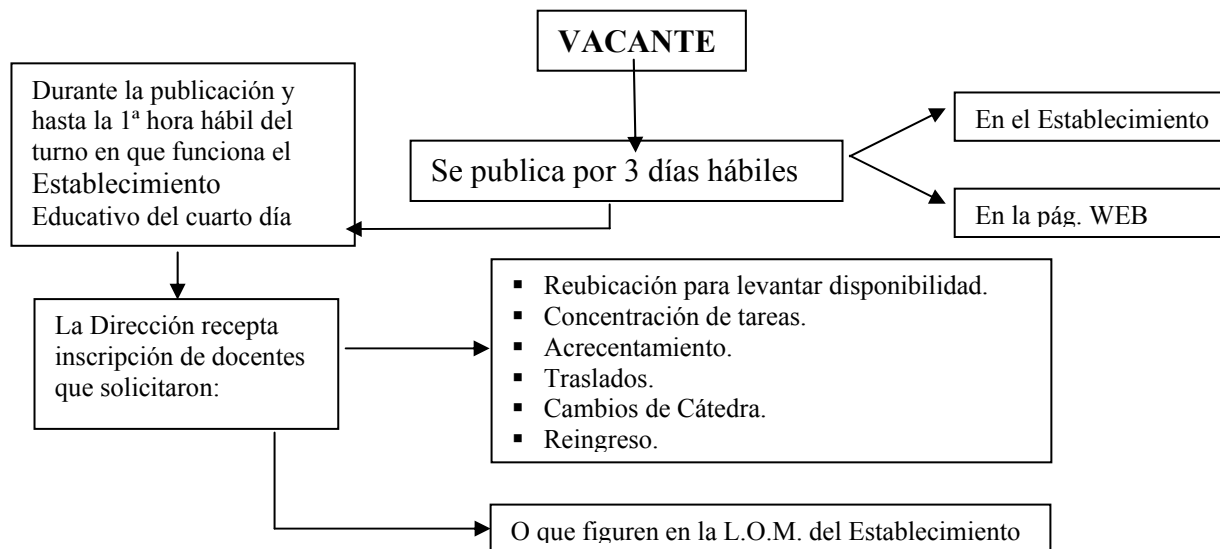 VACANTE
Durante la publicación y
hasta la 1ª hora hábil del
turno en que funciona el
Establecimiento
Educativo del cuarto día
Se publica por 3 días hábiles
En el Establecimiento
En la pág. WEB
La Dirección recepta
inscripción de docentes
que solicitaron:
▪ Reubicación para levantar disponibilidad.
▪ Concentración de tareas.
▪ Acrecentamiento.
▪ Traslados.
▪ Cambios de Cátedra.
▪ Reingreso.
O que figuren en la L.O.M. del Establecimiento